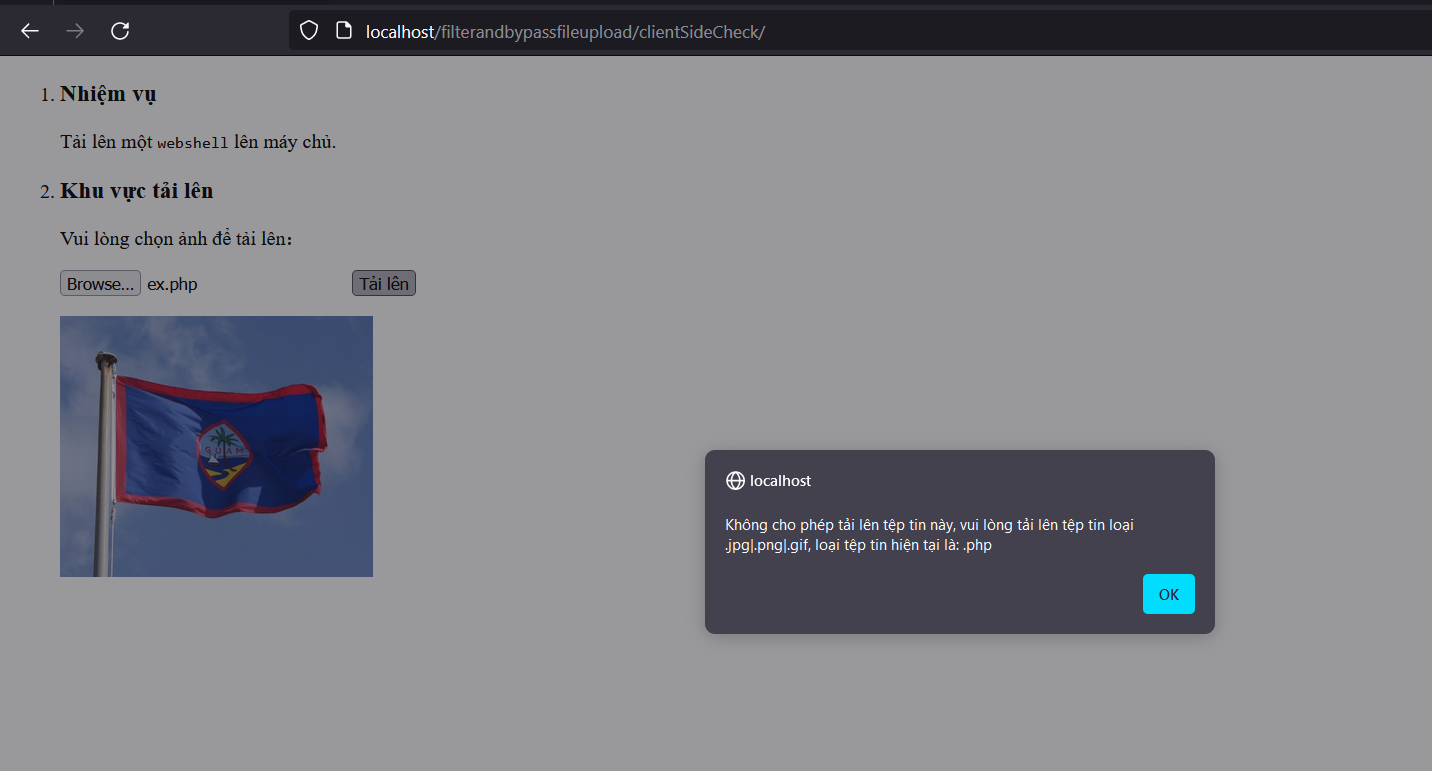 localhost/filterandbypassfileupload/clientSideCheck/
1. Nhiệm vụ
Tải lên một webshell lên máy chủ.
2. Khu vực tải lên
Vui lòng chọn ảnh để tải lên：
Browse... ex.php Tải lên
GUAM
localhost
Không cho phép tải lên tệp tin này, vui lòng tải lên tệp tin loại
.jpg|.png|.gif, loại tệp tin hiện tại là: .php
OK